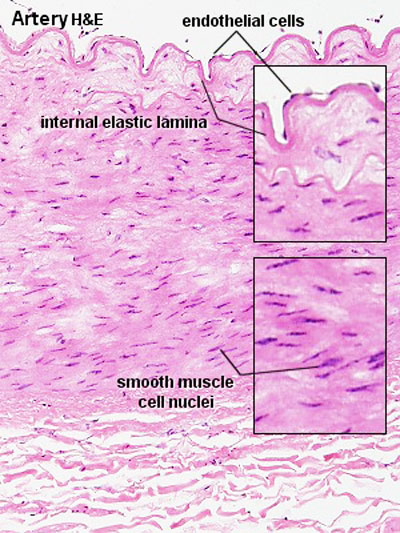 Artery H&E
endothelial cells
internal elastic lamina
smooth muscle
cell nuclei